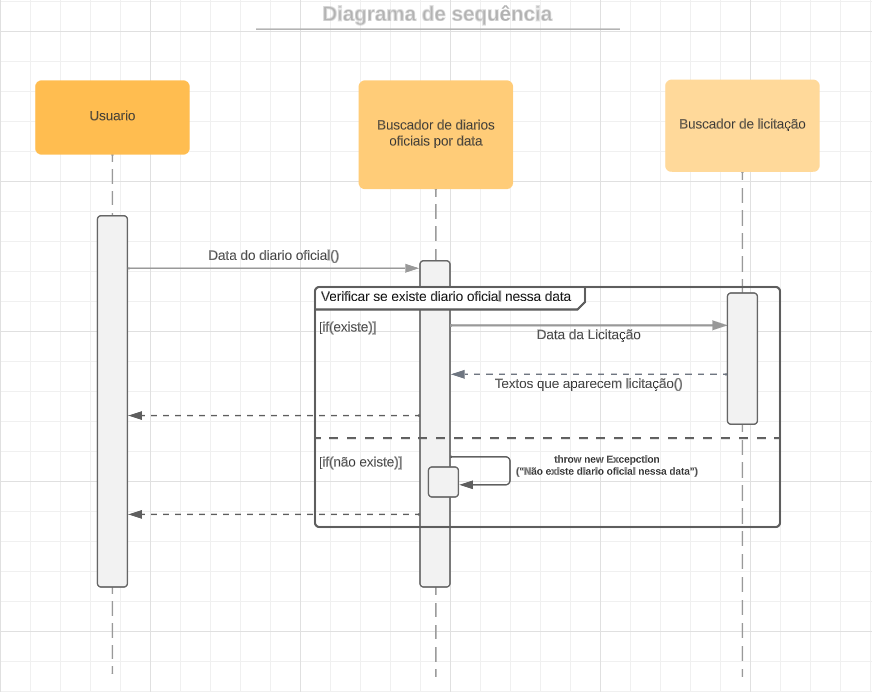 Diagrama de sequência
Usuario
Buscador de diarios
oficiais por data
Buscador de licitação
Data do diario oficial()
Verificar se existe diario oficial nessa data
[if(existe)]
Data da Licitação
Textos que aparecem licitação()
[if(não existe)]
throw new Excepction
("Não existe diario oficial nessa data")